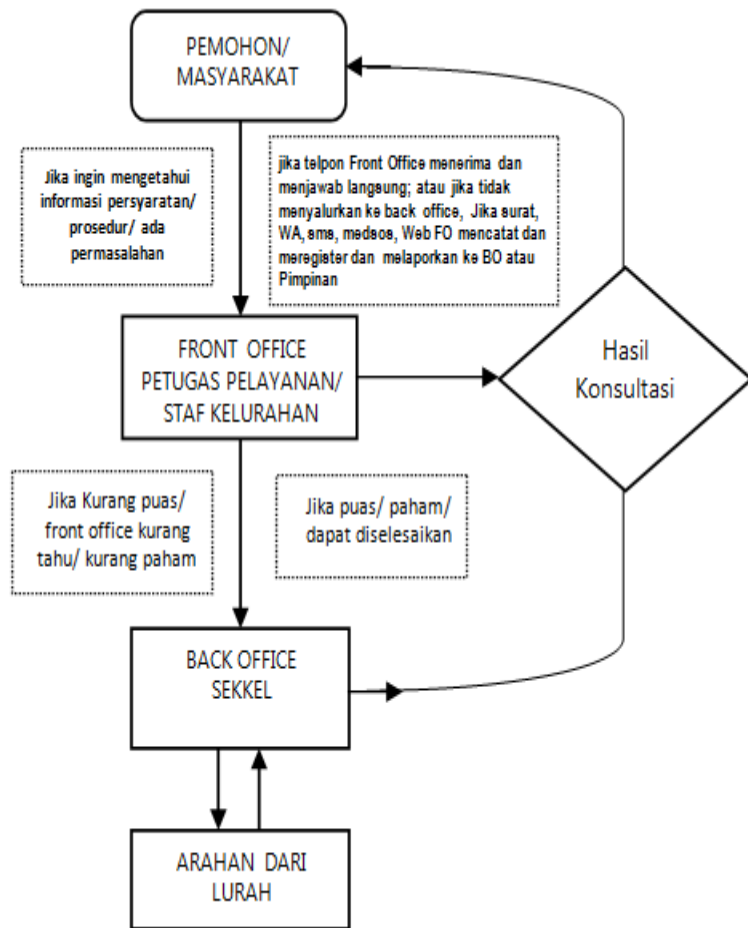 PEMOHON/
MASYARAKAT
Jika ingin mengetahui
informasi persyaratan/
prosedur/ ada
permasalahan
jika telpon Front Office menerima dan
menjawab langsung; atau jika tidak
menyalurkan ke back office, Jika surat,
WA, sms, medsos, Web FO mencatat dan
meregister dan melaporkan ke BO atau
Pimpinan
FRONT OFFICE
PETUGAS PELAYANAN/
STAF KELURAHAN
Hasil
Konsultasi
Jika Kurang puas/
front office kurang
tahu/ kurang paham
Jika puas/ paham/
dapat diselesaikan
BACK OFFICE
SEKKEL
ARAHAN DARI
LURAH